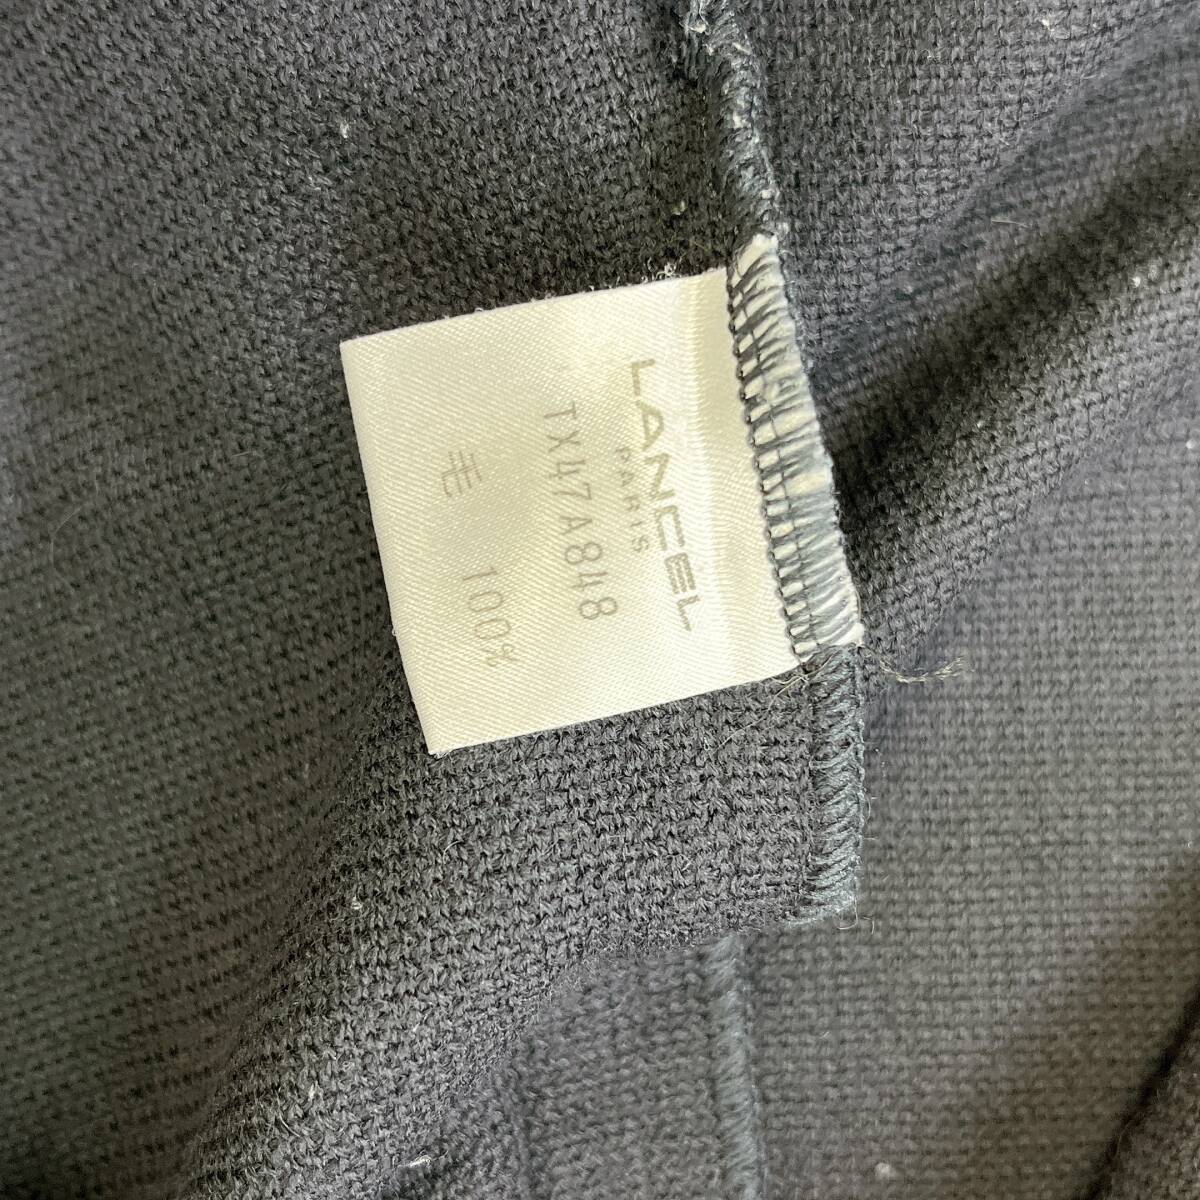 LANCEL
PARIS
TX47A848
毛 100%